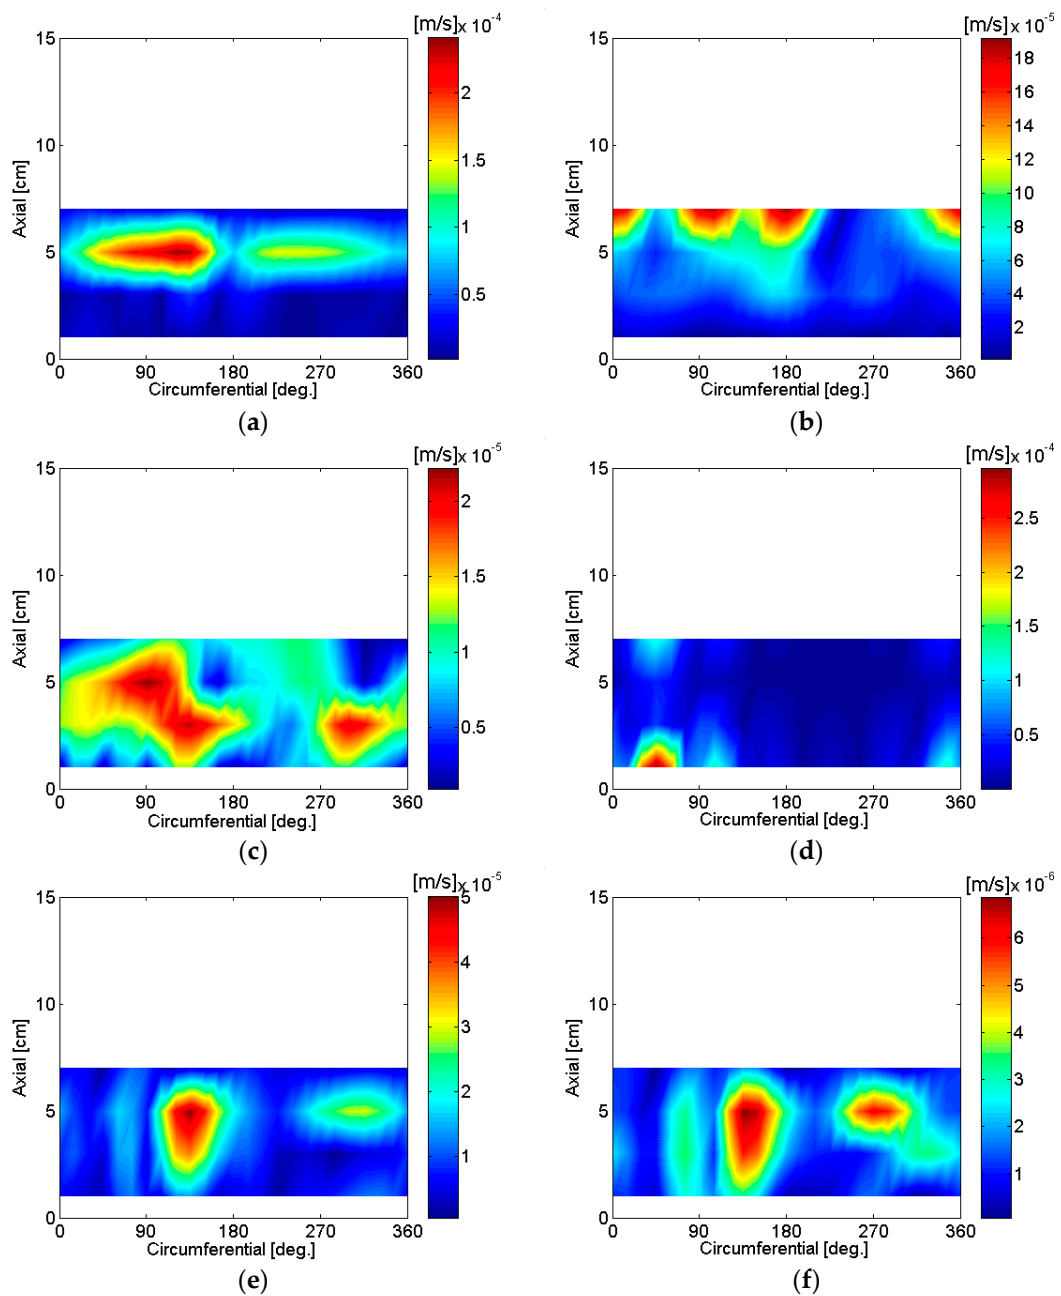 [m/s] x 10-4
15
10
5
0
0 90 180 270 360
Axial [cm]
Circumferential [deg.]
2
1.5
1
0.5
(a)
[m/s] x 10-5
15
10
5
0
0 90 180 270 360
Axial [cm]
Circumferential [deg.]
18
16
14
12
10
8
6
4
2
(b)
[m/s] x 10-5
15
10
5
0
0 90 180 270 360
Axial [cm]
Circumferential [deg.]
2
1.5
1
0.5
(c)
[m/s] x 10-4
15
10
5
0
0 90 180 270 360
Axial [cm]
Circumferential [deg.]
2.5
2
1.5
1
0.5
(d)
[m/s] x 10-5
15
10
5
0
0 90 180 270 360
Axial [cm]
Circumferential [deg.]
5
4
3
2
1
(e)
[m/s] x 10-6
15
10
5
0
0 90 180 270 360
Axial [cm]
Circumferential [deg.]
6
5
4
3
2
1
(f)